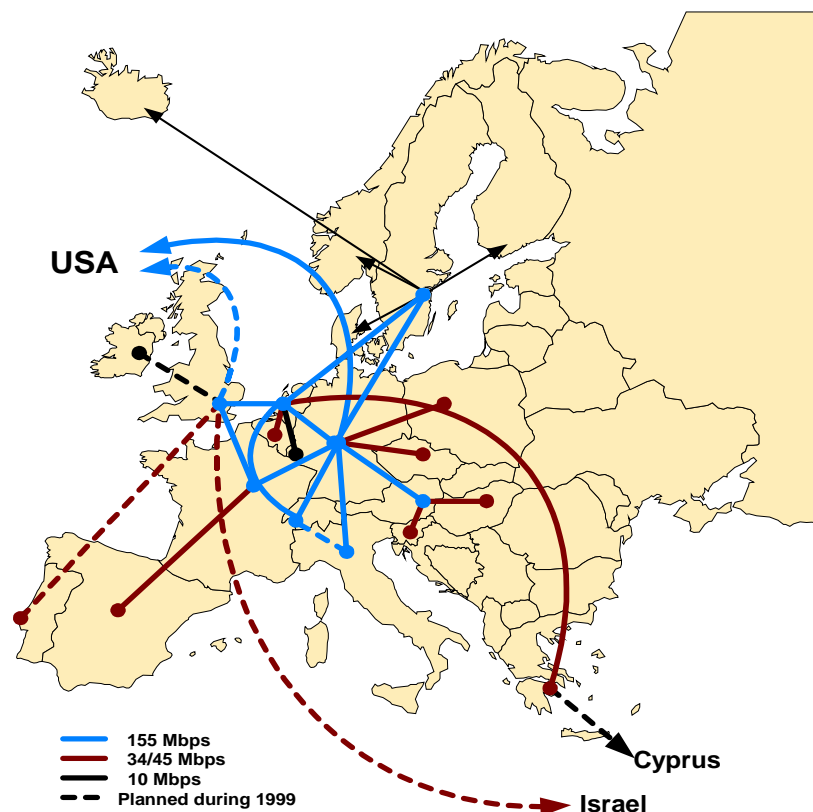 USA
155 Mbps
34/45 Mbps
10 Mbps
Planned during 1999
Cyprus
Israel